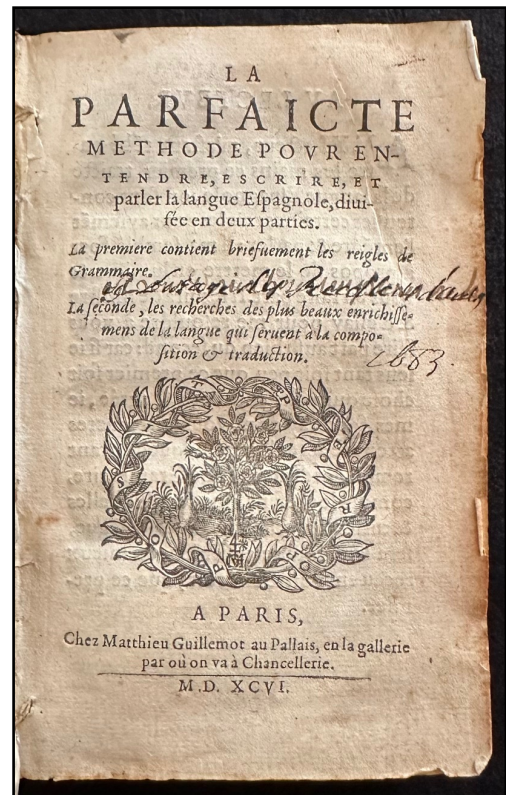 LA
PARFAICTE
METHODE POVR EN-
TENDRE, ESCRIRE, ET
parler la langue Eſpagnole, diui-
ſée en deux parties.
La premiere contient briefuement les reigles de
Grammaire.
La ſeconde, les recherches des plus beaux enrichiſſe-
mens de la langue qui ſeruent à la compo-
ſition & traduction.
1683.
A PARIS,
Chez Matthieu Guillemot au Pallais, en la gallerie
par où on va à Chancellerie.
M.D. XCVI.